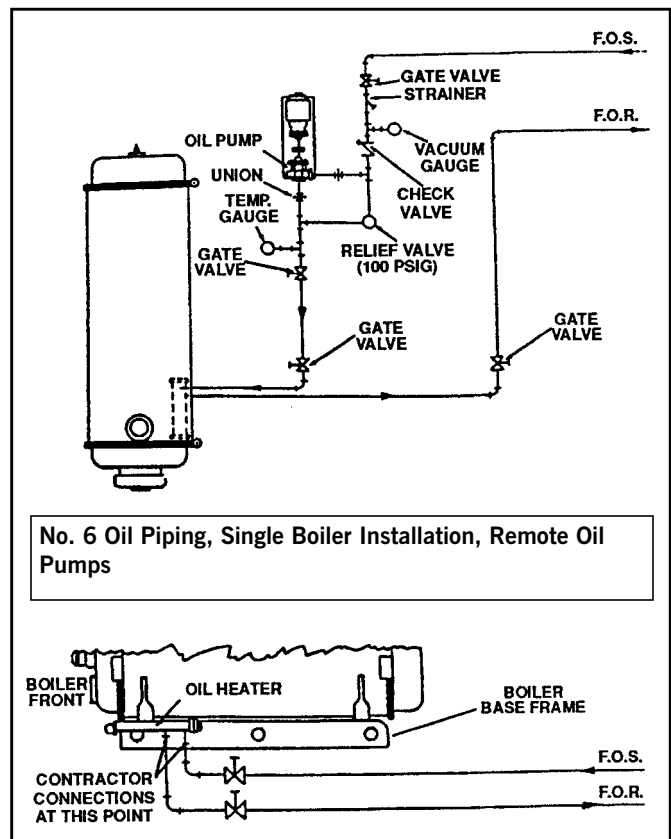 F.O.S.
GATE VALVE
STRAINER
F.O.R.
OIL PUMP
VACUUM
GAUGE
UNION
CHECK
VALVE
TEMP.
GAUGE
RELIEF VALVE
(100 PSIG)
GATE
VALVE
GATE
VALVE
GATE
VALVE
No. 6 Oil Piping, Single Boiler Installation, Remote Oil
Pumps
BOILER
FRONT
OIL HEATER
BOILER
BASE FRAME
F.O.S.
CONTRACTOR
CONNECTIONS
AT THIS POINT
F.O.R.